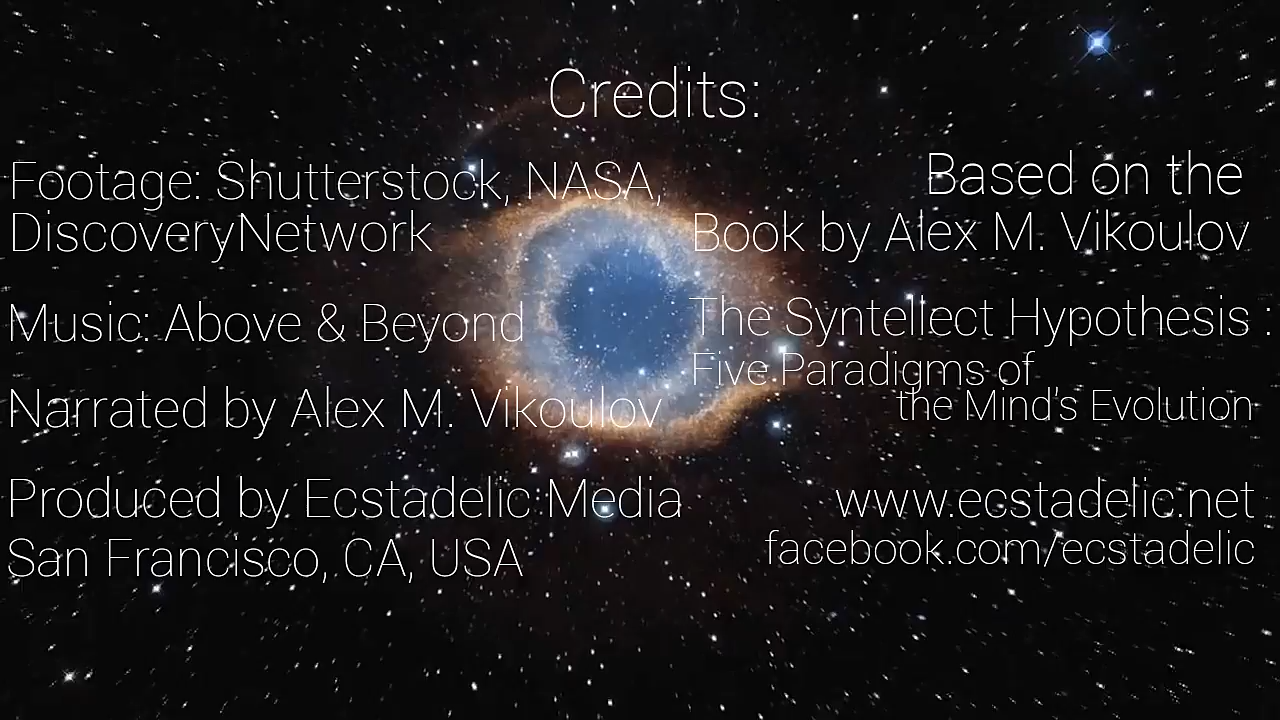 Credits:
Footage: Shutterstock, NASA,
DiscoveryNetwork
Music: Above & Beyond
Narrated by Alex M. Vikoulov
Produced by Ecstadelic Media
San Francisco, CA, USA
Based on the
Book by Alex M. Vikoulov
The Syntellect Hypothesis :
Five Paradigms of
the Mind's Evolution
www.ecstadelic.net
facebook.com/ecstadelic